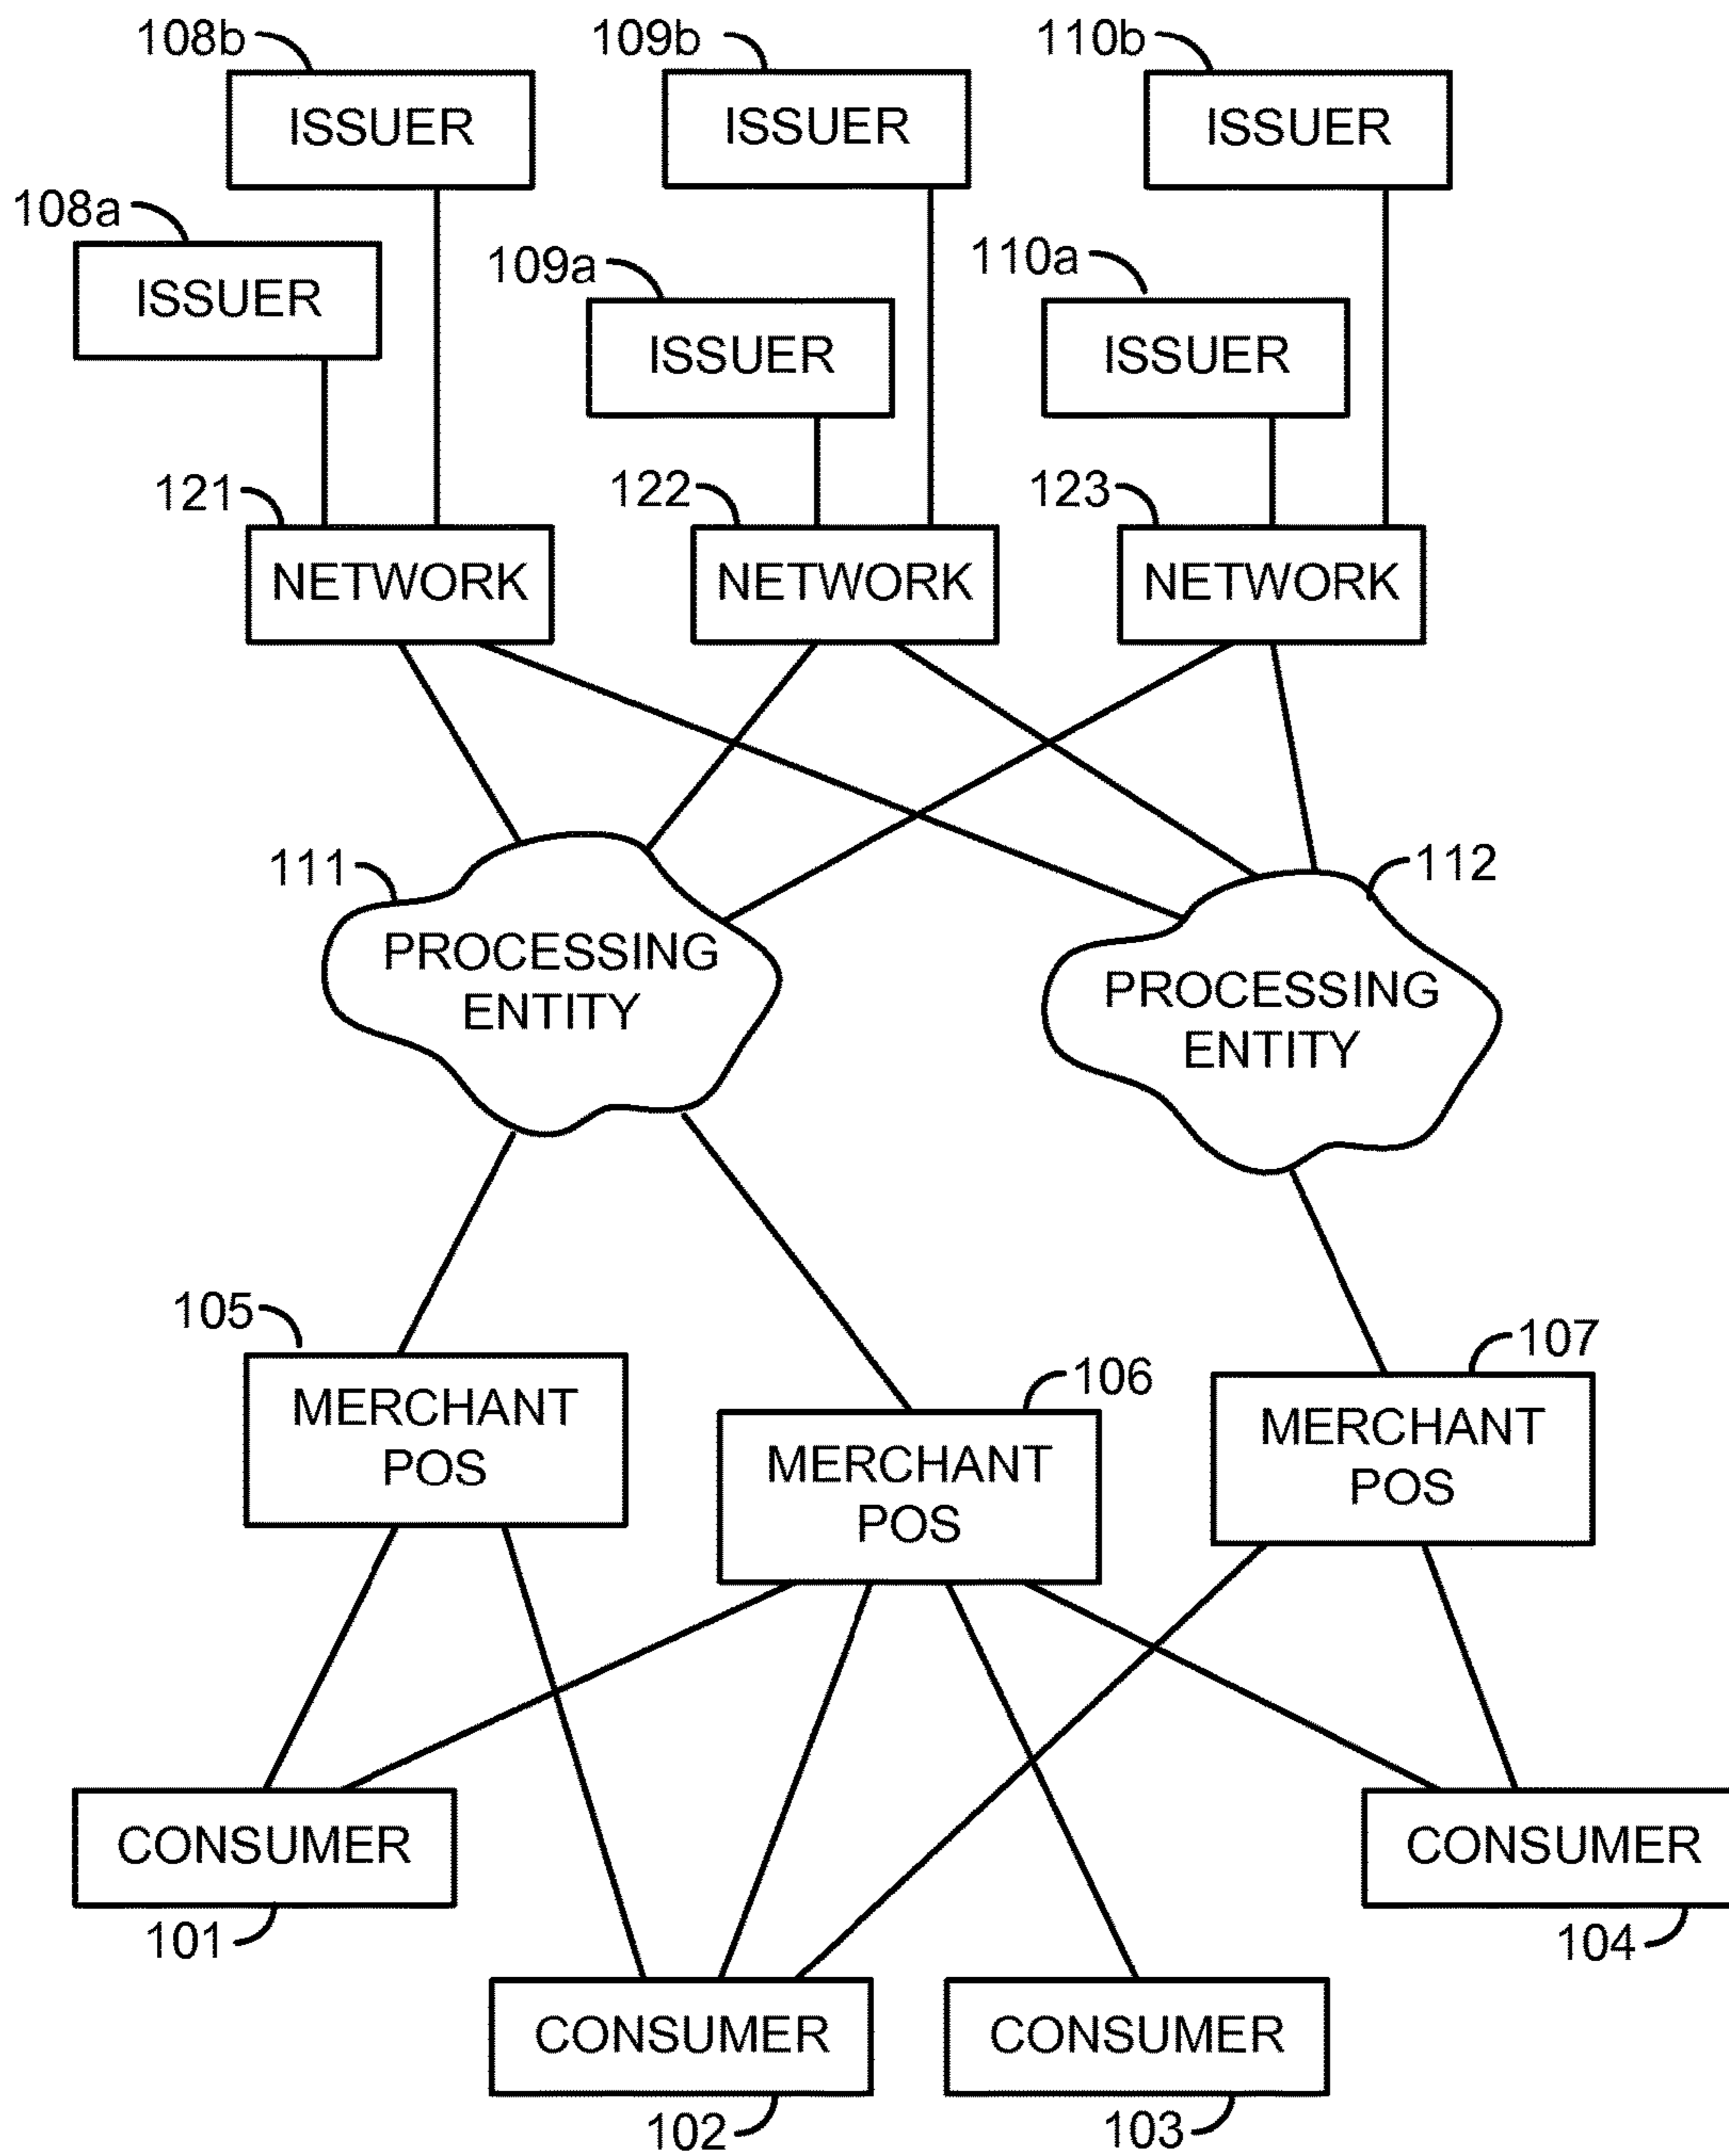 108b
109b
110b
ISSUER
ISSUER
ISSUER
108a
109a
110a
ISSUER
ISSUER
ISSUER
121
122
123
NETWORK
NETWORK
NETWORK
111
112
PROCESSING
ENTITY
PROCESSING
ENTITY
105
106
107
MERCHANT
POS
MERCHANT
POS
MERCHANT
POS
CONSUMER
CONSUMER
101
104
CONSUMER
CONSUMER
102
103